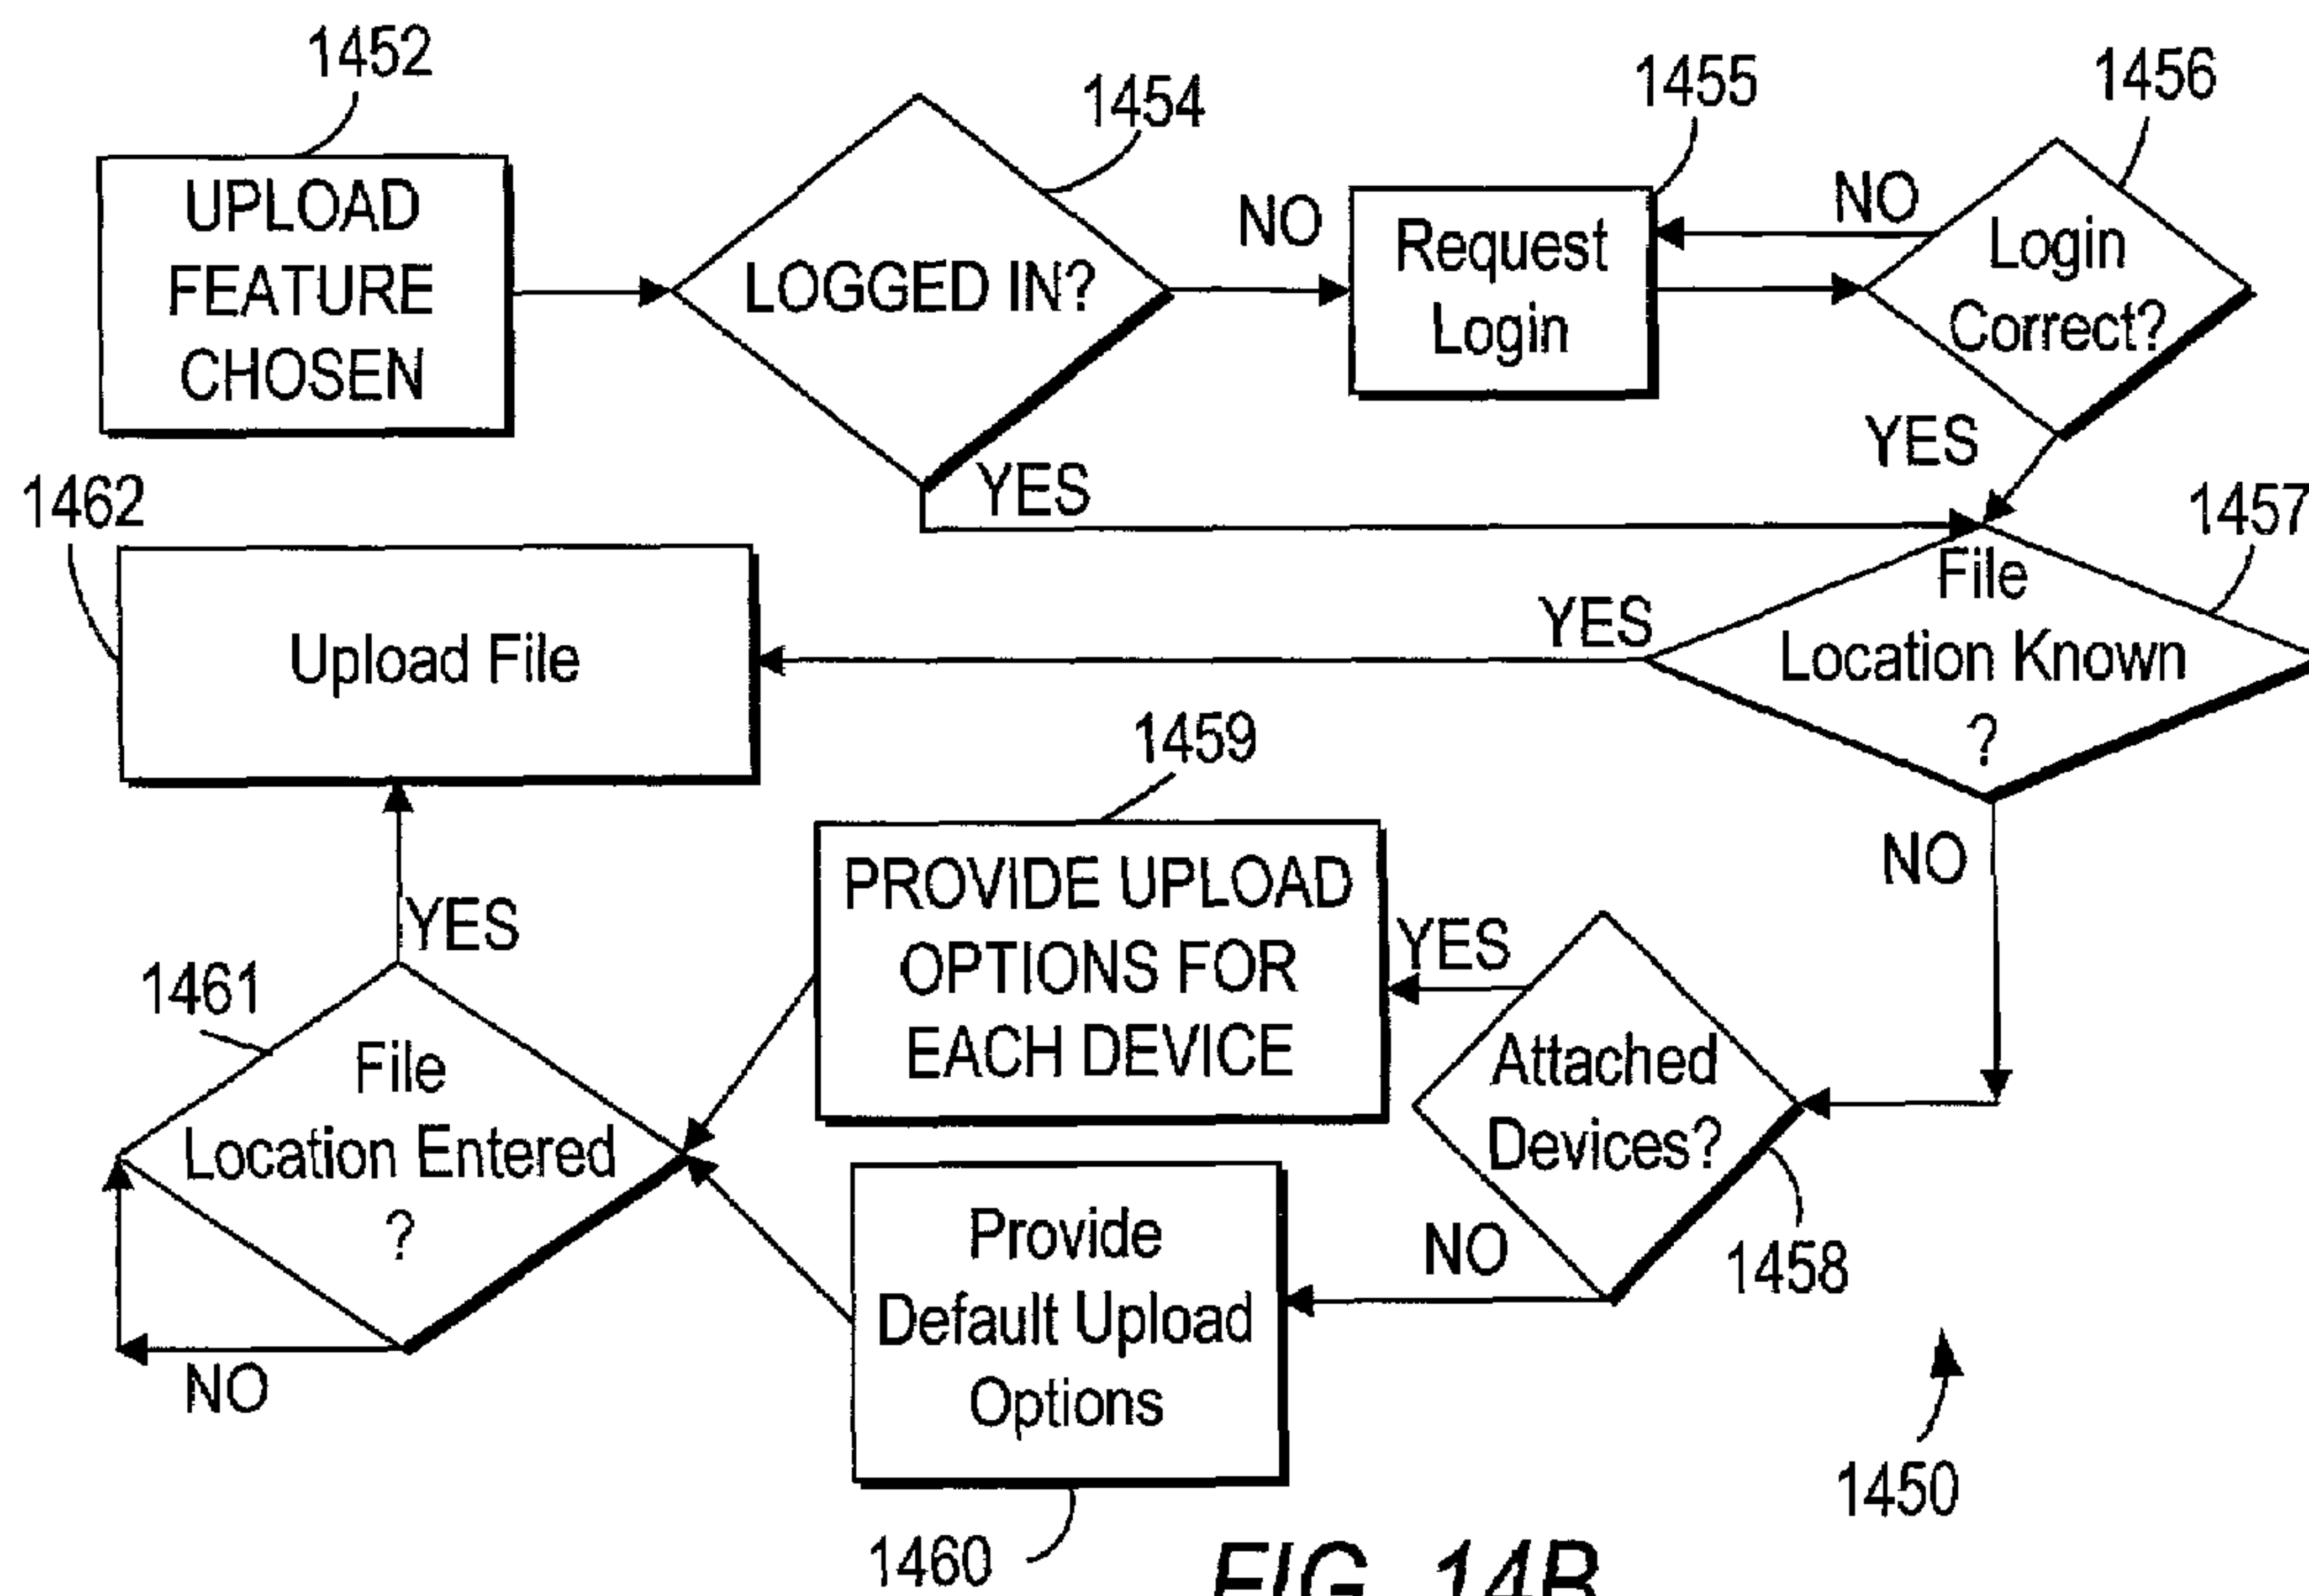 1452
UPLOAD
FEATURE
CHOSEN
1454
LOGGED IN?
NO
YES
1455
Request
Login
1456
NO
Login
Correct?
YES
1457
File
Location Known
?
YES
NO
1462
Upload File
1459
PROVIDE UPLOAD
OPTIONS FOR
EACH DEVICE
YES
Attached
Devices?
1458
NO
YES
1461
File
Location Entered
?
NO
Provide
Default Upload
Options
1460
1450
FIG. 14B